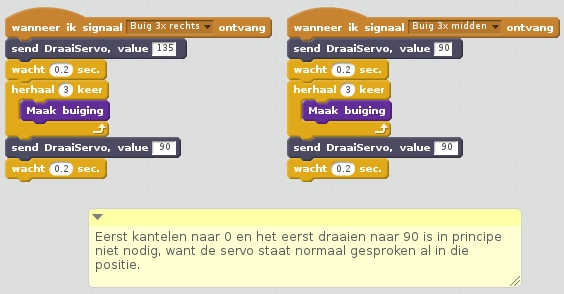 wanneer ik signaal Buig 3x rechts ontvang
send DraaiServo, value 135
wacht 0.2 sec.
herhaal 3 keer
Maak buiging
send DraaiServo, value 90
wacht 0.2 sec.
wanneer ik signaal Buig 3x midden ontvang
send DraaiServo, value 90
wacht 0.2 sec.
herhaal 3 keer
Maak buiging
send DraaiServo, value 90
wacht 0.2 sec.
Eerst kantelen naar 0 en het eerst draaien naar 90 is in principe
niet nodig, want de servo staat normaal gesproken al in die
positie.